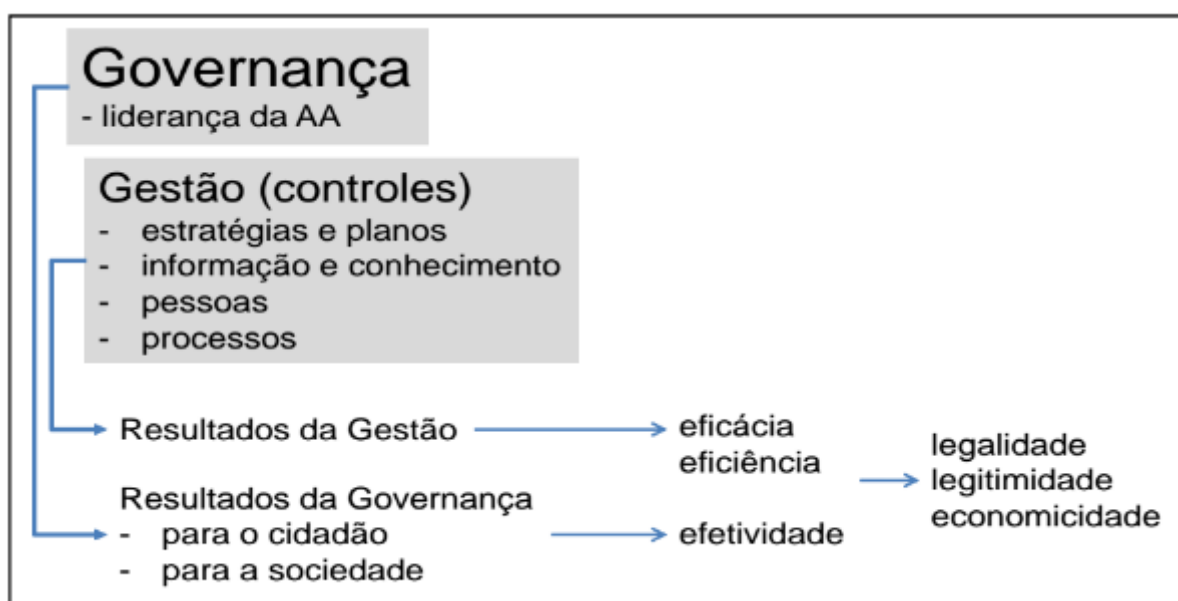 Governança
- liderança da AA
Gestão (controles)
- estratégias e planos
- informação e conhecimento
- pessoas
- processos
Resultados da Gestão
eficácia
eficiência
legalidade
legitimidade
economicidade
Resultados da Governança
- para o cidadão
- para a sociedade
efetividade